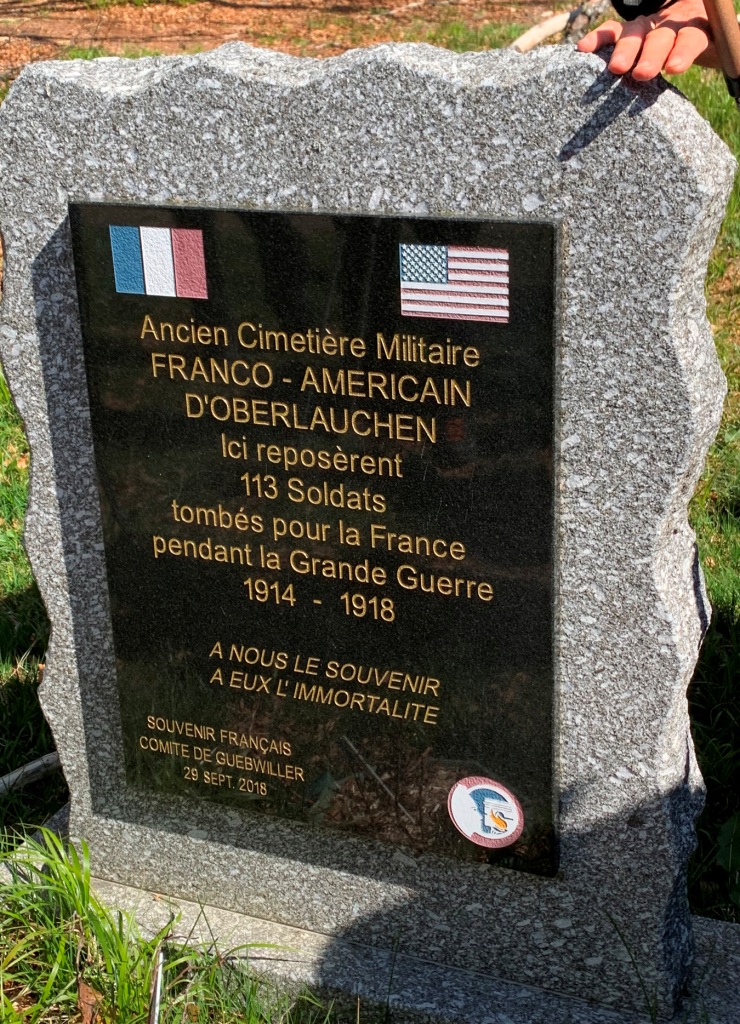 Ancien Cimetière Militaire
FRANCO - AMERICAIN
D'OBERLAUCHEN
Ici reposèrent
113 Soldats
tombés pour la France
pendant la Grande Guerre
1914 - 1918
A NOUS LE SOUVENIR
A EUX L' IMMORTALITE
SOUVENIR FRANÇAIS
COMITE DE GUEBWILLER
29 SEPT. 2018